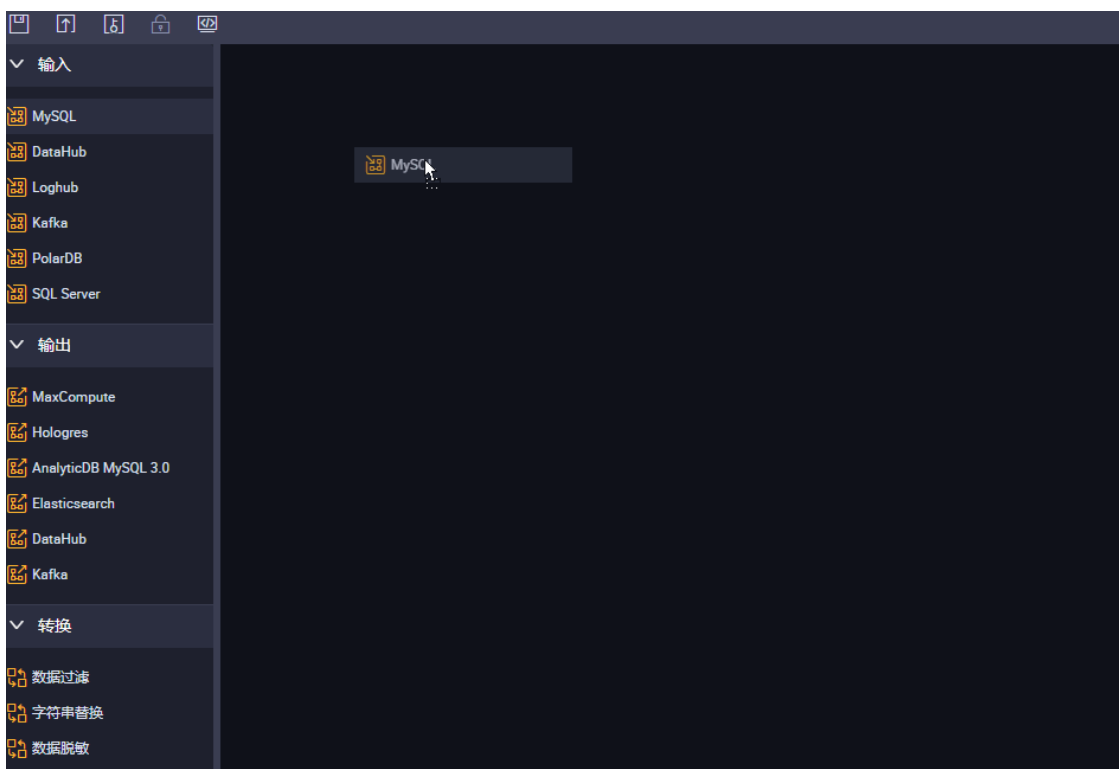 输入
MySQL
MySQL
DataHub
Loghub
Kafka
PolarDB
SQL Server
输出
MaxCompute
Hologres
AnalyticDB MySQL 3.0
Elasticsearch
DataHub
Kafka
转换
数据过滤
字符串替换
数据脱敏